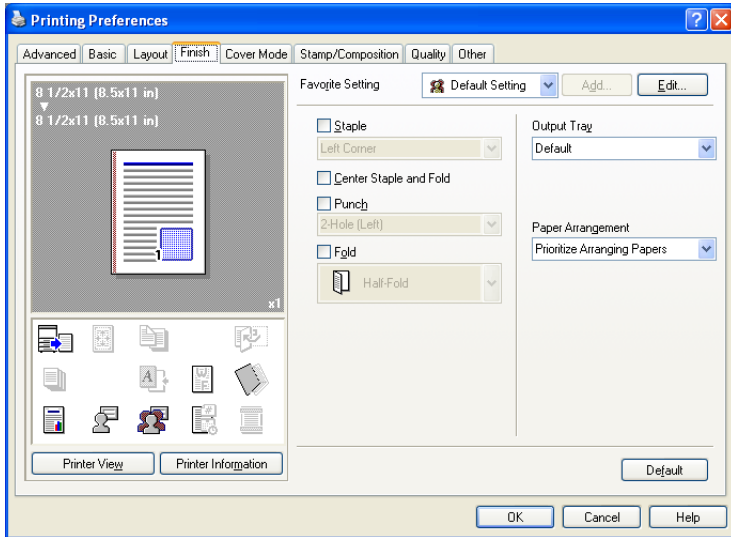 Printing Preferences
Advanced Basic Layout Finish Cover Mode Stamp/Composition Quality Other
8 1/2x11 (8.5x11 in)
8 1/2x11 (8.5x11 in)
1
x1
Printer View Printer Information
Favorite Setting Default Setting Add... Edit...
Staple
Left Corner
Center Staple and Fold
Punch
2-Hole (Left)
Fold
Half-Fold
Output Tray
Default
Paper Arrangement
Prioritize Arranging Papers
Default
OK Cancel Help